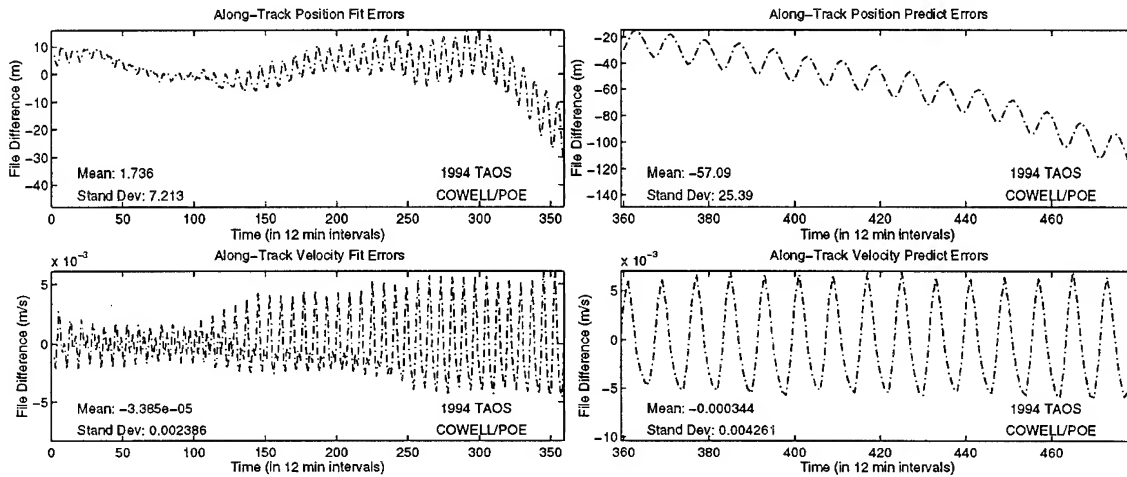 Along-Track Position Fit Errors
File Difference (m)
10
0
-10
-20
-30
-40
Mean: 1.736
Stand Dev: 7.213
1994 TAOS
COWELL/POE
0 50 100 150 200 250 300 350
Time (in 12 min intervals)
Along-Track Position Predict Errors
File Difference (m)
-20
-40
-60
-80
-100
-120
-140
Mean: -57.09
Stand Dev: 25.39
1994 TAOS
COWELL/POE
360 380 400 420 440 460
Time (in 12 min intervals)
Along-Track Velocity Fit Errors
x 10^-3
File Difference (m/s)
5
0
-5
Mean: -3.385e-05
Stand Dev: 0.002386
1994 TAOS
COWELL/POE
0 50 100 150 200 250 300 350
Time (in 12 min intervals)
Along-Track Velocity Predict Errors
x 10^-3
File Difference (m/s)
5
0
-5
-10
Mean: -0.000344
Stand Dev: 0.004261
1994 TAOS
COWELL/POE
360 380 400 420 440 460
Time (in 12 min intervals)